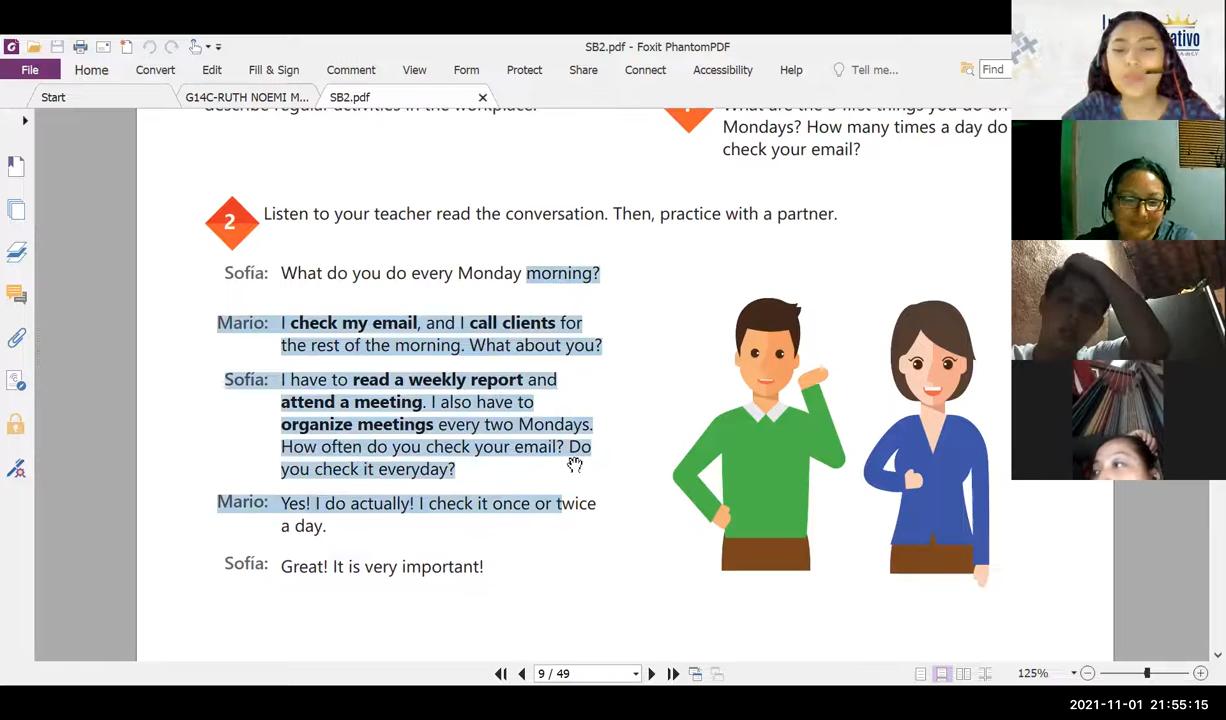 SB2.pdf - Foxit PhantomPDF
File Home Convert Edit Fill & Sign Comment View Form Protect Share Connect Accessibility Help Tell me... Find
Start G14C-RUTH NOEMI M... SB2.pdf
describe regular activities in the workplace.
What are the 3 first things you do on
Mondays? How many times a day do
check your email?
2 Listen to your teacher read the conversation. Then, practice with a partner.
Sofía: What do you do every Monday morning?
Mario: I check my email, and I call clients for
the rest of the morning. What about you?
Sofía: I have to read a weekly report and
attend a meeting. I also have to
organize meetings every two Mondays.
How often do you check your email? Do
you check it everyday?
Mario: Yes! I do actually! I check it once or twice
a day.
Sofía: Great! It is very important!
9 / 49
125%
2021-11-01 21:55:15